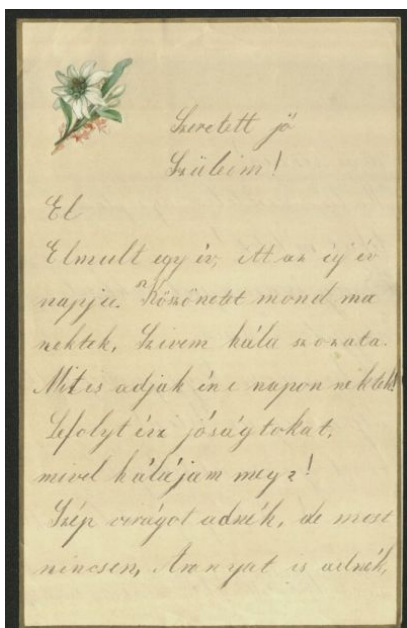 Szeretett jó
Szüleim!
El
Elmult egy év, itt az új év
napja. Köszönetet mond ma
nektek, Szivem hála szozata.
Mit is adjak én e napon néktek!
Lefolyt évi jóságtokat,
mivel hálájam meg?!
Szép virágot adnék, de most
nincsen, Aranyat is adnék,